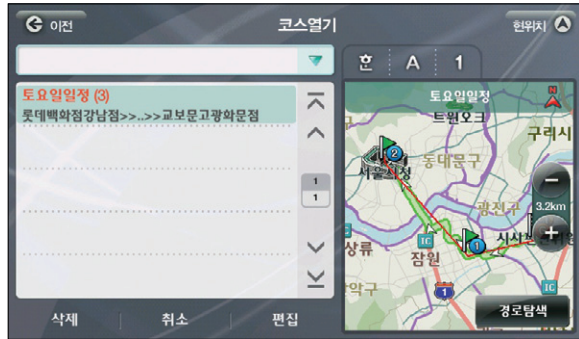 이전
코스열기
현위치
훈 A 1
토요일일정 (3)
롯데백화점강남점>>..>>교보문고광화문점
1
1
삭제
취소
편집
토요일일정
트윈오크
N
구리시
동대문구
서울시청
2
광진구
3.2km
1
상류
IC
잠원
악구
1
IC
경로탐색